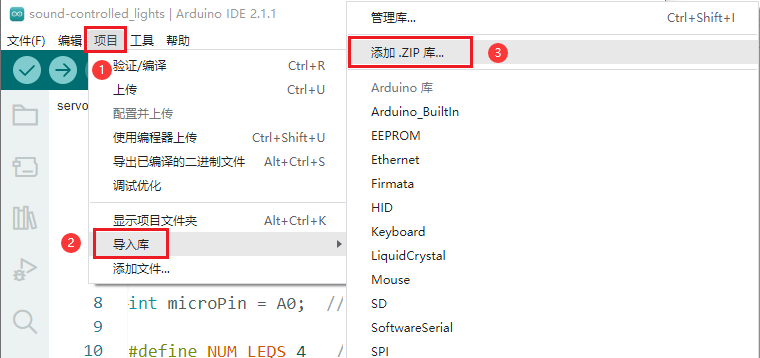 sound-controlled_lights | Arduino IDE 2.1.1
文件(F) 编辑 项目 工具 帮助
1
验证/编译 Ctrl+R
上传 Ctrl+U
配置并上传
使用编程器上传 Ctrl+Shift+U
导出已编译的二进制文件 Alt+Ctrl+S
调试优化
显示项目文件夹 Alt+Ctrl+K
2 导入库
添加文件...
管理库... Ctrl+Shift+I
添加 .ZIP 库... 3
Arduino 库
Arduino_BuiltIn
EEPROM
Ethernet
Firmata
HID
Keyboard
LiquidCrystal
Mouse
SD
SoftwareSerial
SPI
servo
8 int microPin = A0; //
10 #define NUM_LEDS 4 /